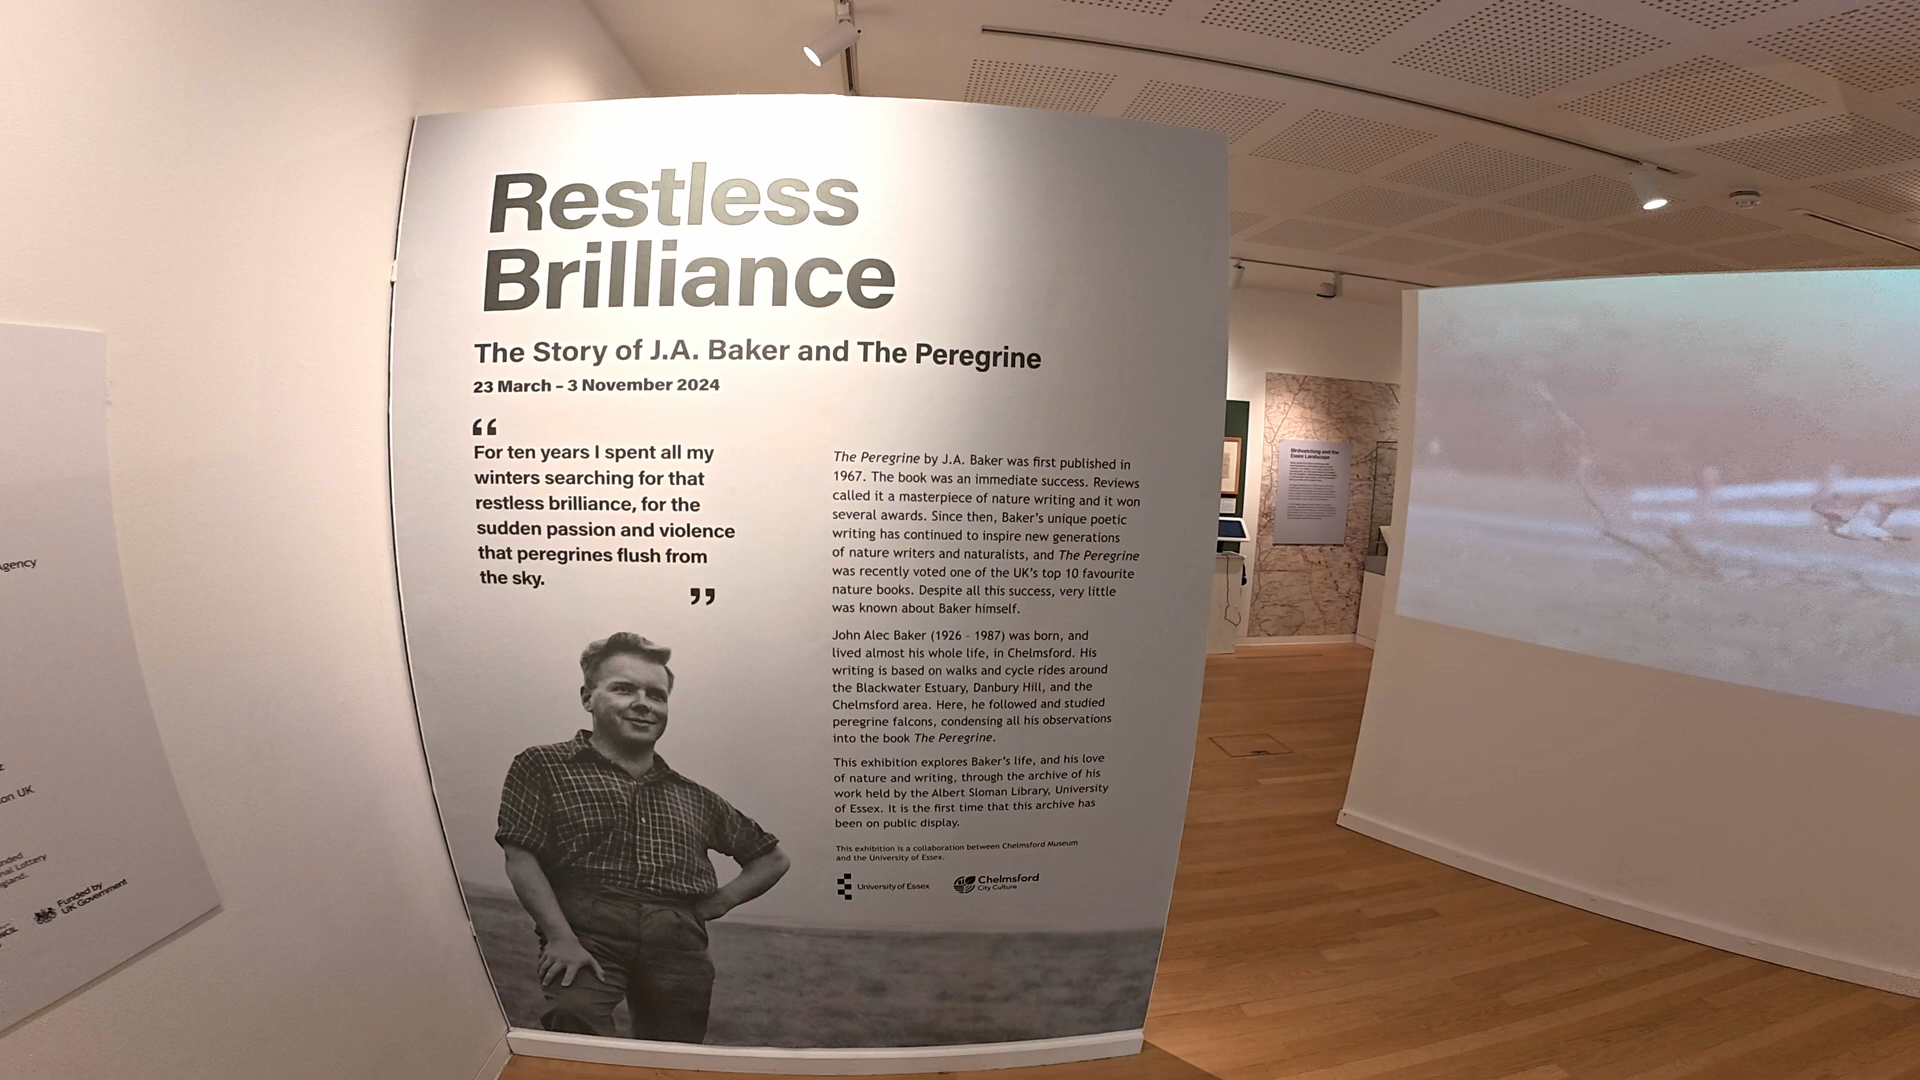 Restless
Brilliance
The Story of J.A. Baker and The Peregrine
23 March – 3 November 2024
“
For ten years I spent all my
winters searching for that
restless brilliance, for the
sudden passion and violence
that peregrines flush from
the sky.
”
The Peregrine by J.A. Baker was first published in
1967. The book was an immediate success. Reviews
called it a masterpiece of nature writing and it won
several awards. Since then, Baker's unique poetic
writing has continued to inspire new generations
of nature writers and naturalists, and The Peregrine
was recently voted one of the UK's top 10 favourite
nature books. Despite all this success, very little
was known about Baker himself.
John Alec Baker (1926 - 1987) was born, and
lived almost his whole life, in Chelmsford. His
writing is based on walks and cycle rides around
the Blackwater Estuary, Danbury Hill, and the
Chelmsford area. Here, he followed and studied
peregrine falcons, condensing all his observations
into the book The Peregrine.
This exhibition explores Baker's life, and his love
of nature and writing, through the archive of his
work held by the Albert Sloman Library, University
of Essex. It is the first time that this archive has
been on public display.
This exhibition is a collaboration between Chelmsford Museum
and the University of Essex.
University of Essex
Chelmsford
City Culture
Birdwatching and the
Essex Landscape
on UK
Funded by
UK Government